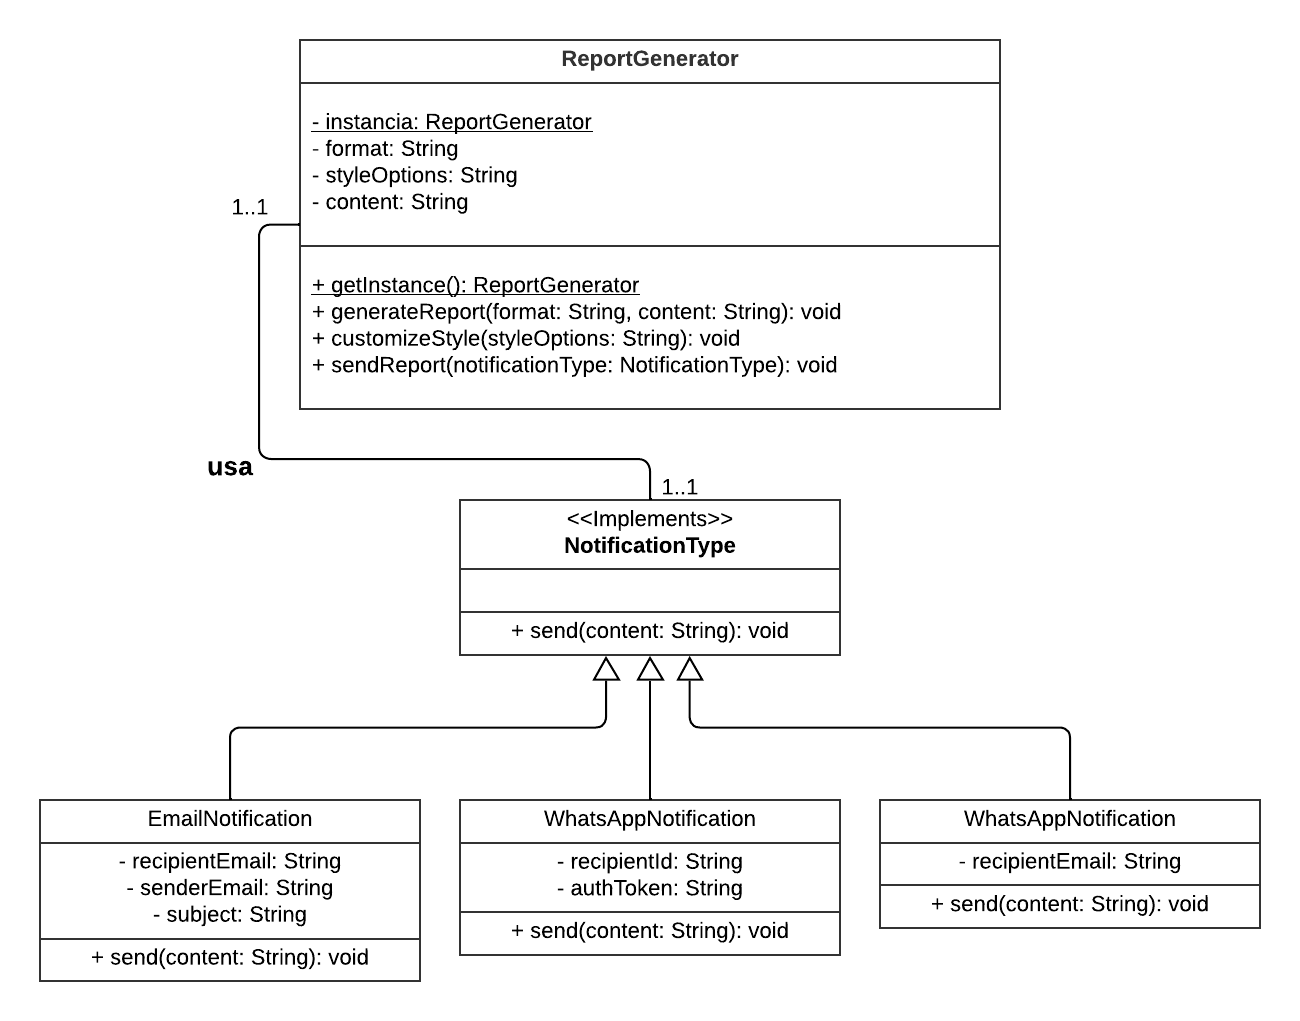 ReportGenerator
- instancia: ReportGenerator
- format: String
- styleOptions: String
- content: String
1..1
+ getInstance(): ReportGenerator
+ generateReport(format: String, content: String): void
+ customizeStyle(styleOptions: String): void
+ sendReport(notificationType: NotificationType): void
usa
1..1
<<Implements>>
NotificationType
+ send(content: String): void
EmailNotification
- recipientEmail: String
- senderEmail: String
- subject: String
+ send(content: String): void
WhatsAppNotification
- recipientId: String
- authToken: String
+ send(content: String): void
WhatsAppNotification
- recipientEmail: String
+ send(content: String): void